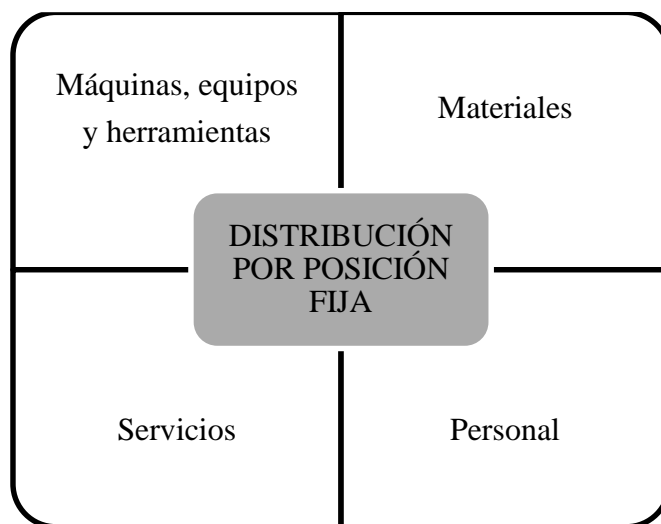 Máquinas, equipos
y herramientas
Materiales
DISTRIBUCIÓN
POR POSICIÓN
FIJA
Servicios
Personal